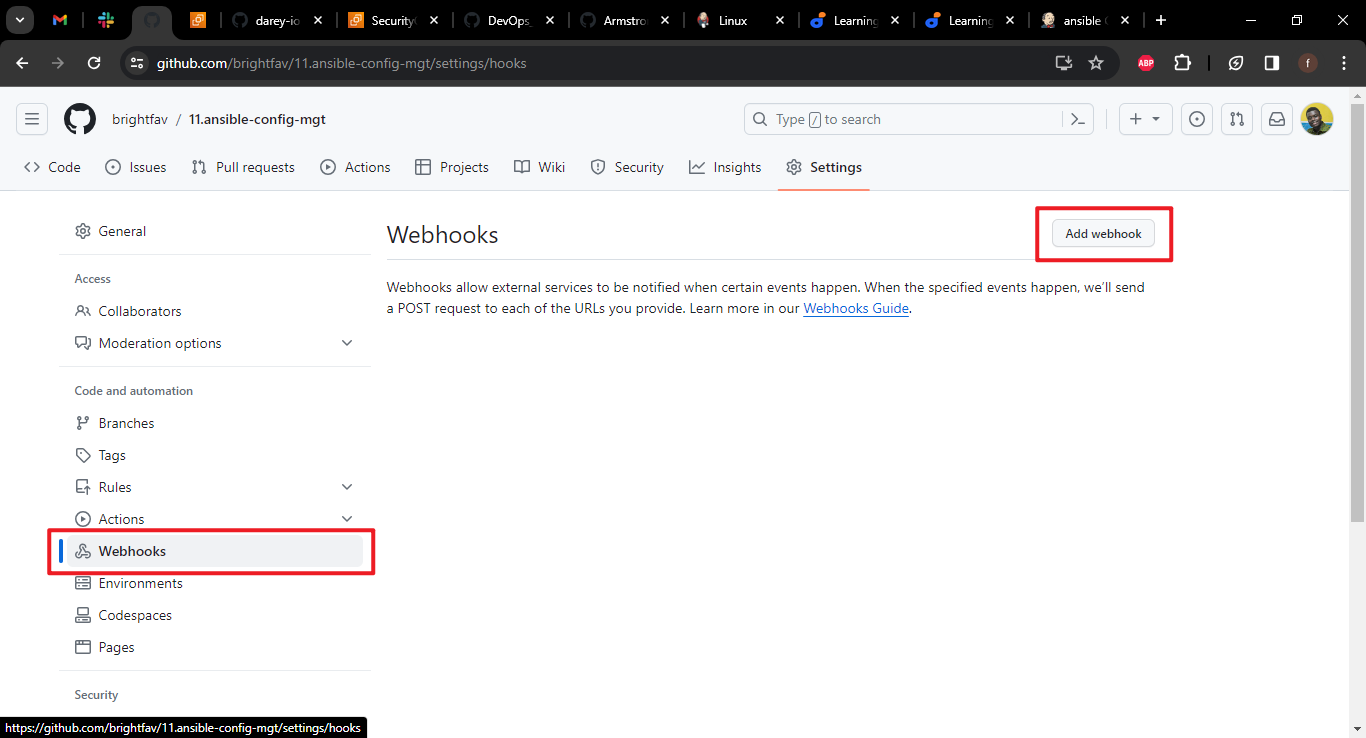 darey-io
Security
DevOps_
Armstro
Linux
Learning
Learning
ansible
github.com/brightfav/11.ansible-config-mgt/settings/hooks
ABP
f
brightfav / 11.ansible-config-mgt
Type / to search
Code
Issues
Pull requests
Actions
Projects
Wiki
Security
Insights
Settings
General
Access
Collaborators
Moderation options
Code and automation
Branches
Tags
Rules
Actions
Webhooks
Environments
Codespaces
Pages
Security
Webhooks
Add webhook
Webhooks allow external services to be notified when certain events happen. When the specified events happen, we’ll send
a POST request to each of the URLs you provide. Learn more in our Webhooks Guide.
https://github.com/brightfav/11.ansible-config-mgt/settings/hooks